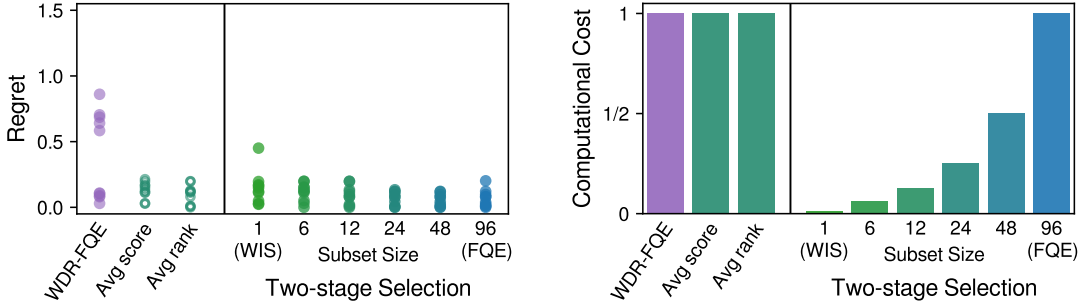 Regret
1.5
1.0
0.5
0.0
WDR-FQE
Avg score
Avg rank
1 6 12 24 48 96
(WIS) Subset Size (FQE)
Two-stage Selection
Computational Cost
1
1/2
0
WDR-FQE
Avg score
Avg rank
1 6 12 24 48 96
(WIS) Subset Size (FQE)
Two-stage Selection